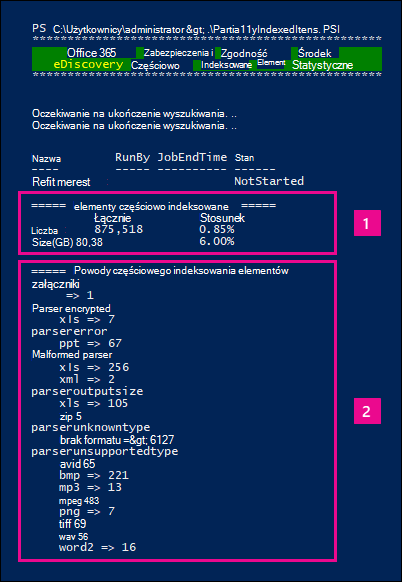 PS C:\Użytkownicy\administrator&gt; .\Partia11yIndexedItens. PSI
************************************************
Office 365 Zabezpieczenia i Zgodność Środek
eDiscovery Częściowo Indeksowane Element Statystyczne
************************************************
Oczekiwanie na ukończenie wyszukiwania. ..
Oczekiwanie na ukończenie wyszukiwania. ..
Nazwa RunBy JobEndTime Stan
---- ----- ---------- ------
Refit merest NotStarted
===== elementy częściowo indeksowane =====
Łącznie Stosunek
Liczba 875,518 0.85%
Size(GB) 80,38 6.00%
1
===== Powody częściowego indeksowania elementów
załączniki
=> 1
Parser encrypted
xls => 7
parsererror
ppt => 67
Malformed parser
xls => 256
xml => 2
parseroutputsize
xls => 105
zip 5
2
parserunknowntype
brak formatu =&gt; 6127
parserunsupportedtype
avid 65
bmp => 221
mp3 => 13
mpeg 483
png => 7
tiff 69
wav 56
word2 => 16